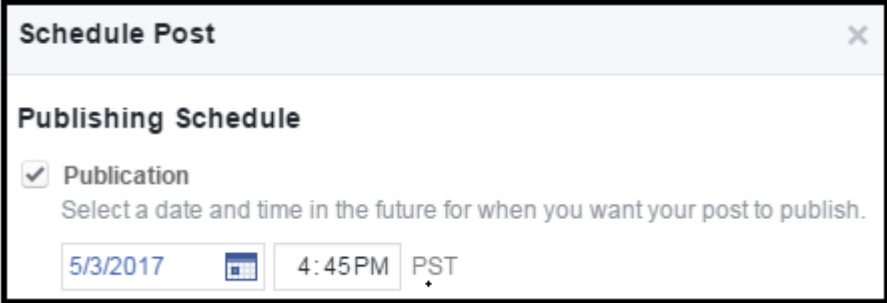 Schedule Post
Publishing Schedule
Publication
Select a date and time in the future for when you want your post to publish.
5/3/2017 4:45PM PST